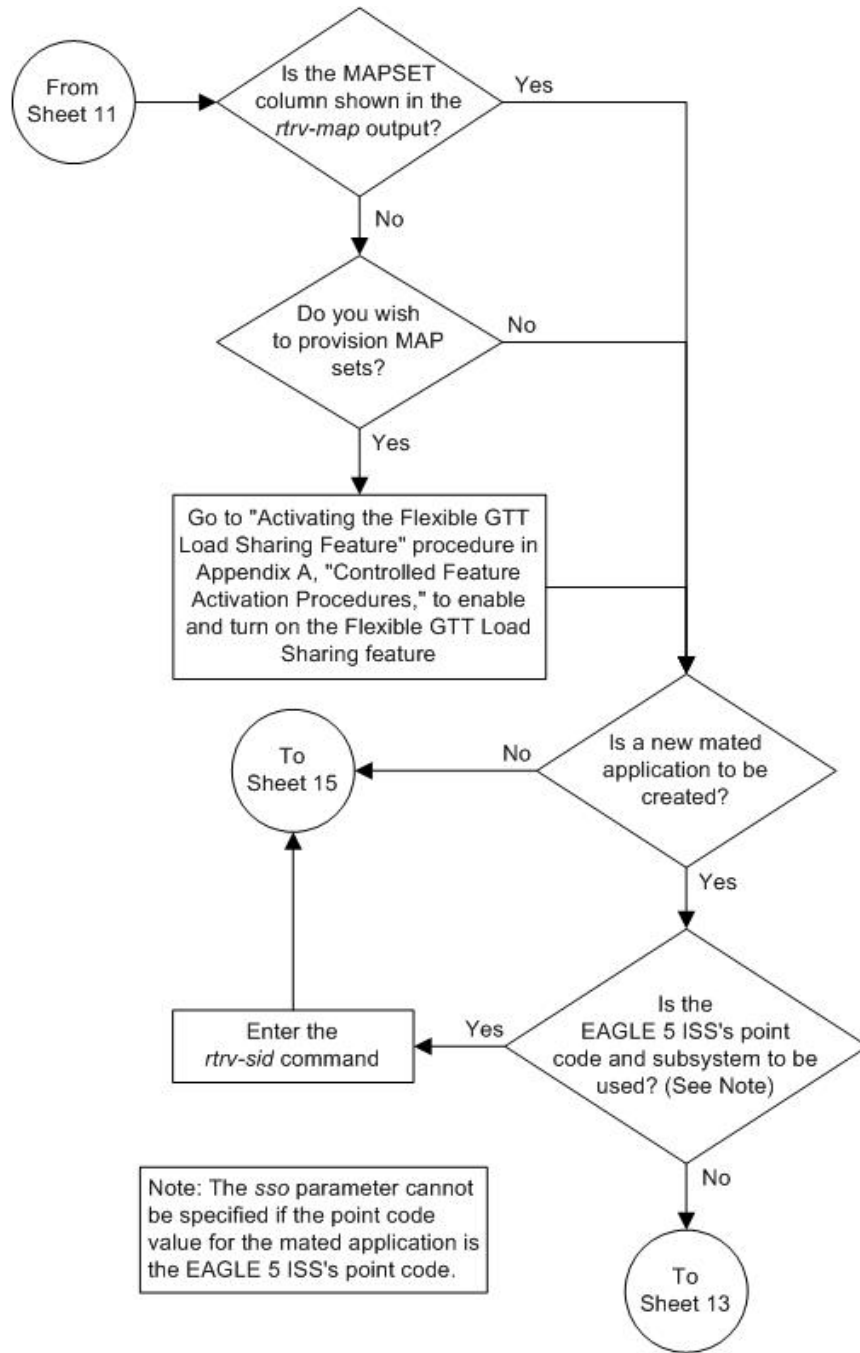 From
Sheet 11
Is the MAPSET
column shown in the
rtrv-map output?
Yes
No
Do you wish
to provision MAP
sets?
No
Yes
Go to "Activating the Flexible GTT
Load Sharing Feature" procedure in
Appendix A, "Controlled Feature
Activation Procedures," to enable
and turn on the Flexible GTT Load
Sharing feature
To
Sheet 15
No
Is a new mated
application to be
created?
Yes
Enter the
rtrv-sid command
Yes
Is the
EAGLE 5 ISS's point
code and subsystem to be
used? (See Note)
No
Note: The sso parameter cannot
be specified if the point code
value for the mated application is
the EAGLE 5 ISS's point code.
To
Sheet 13